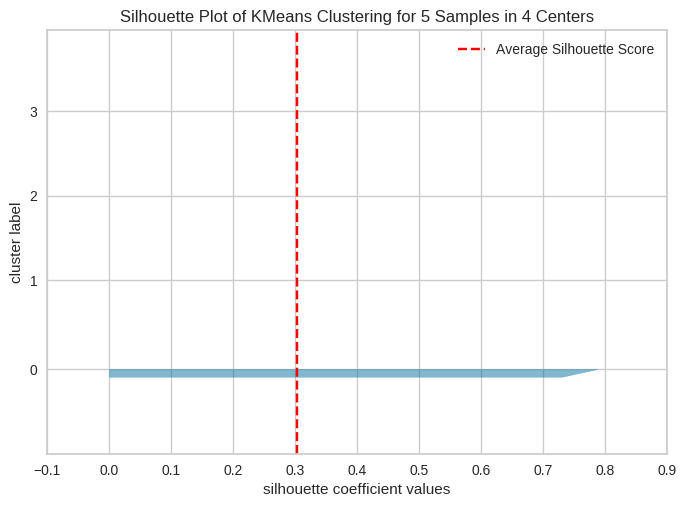 Silhouette Plot of KMeans Clustering for 5 Samples in 4 Centers
Average Silhouette Score
3
2
1
0
cluster label
−0.1 0.0 0.1 0.2 0.3 0.4 0.5 0.6 0.7 0.8 0.9
silhouette coefficient values